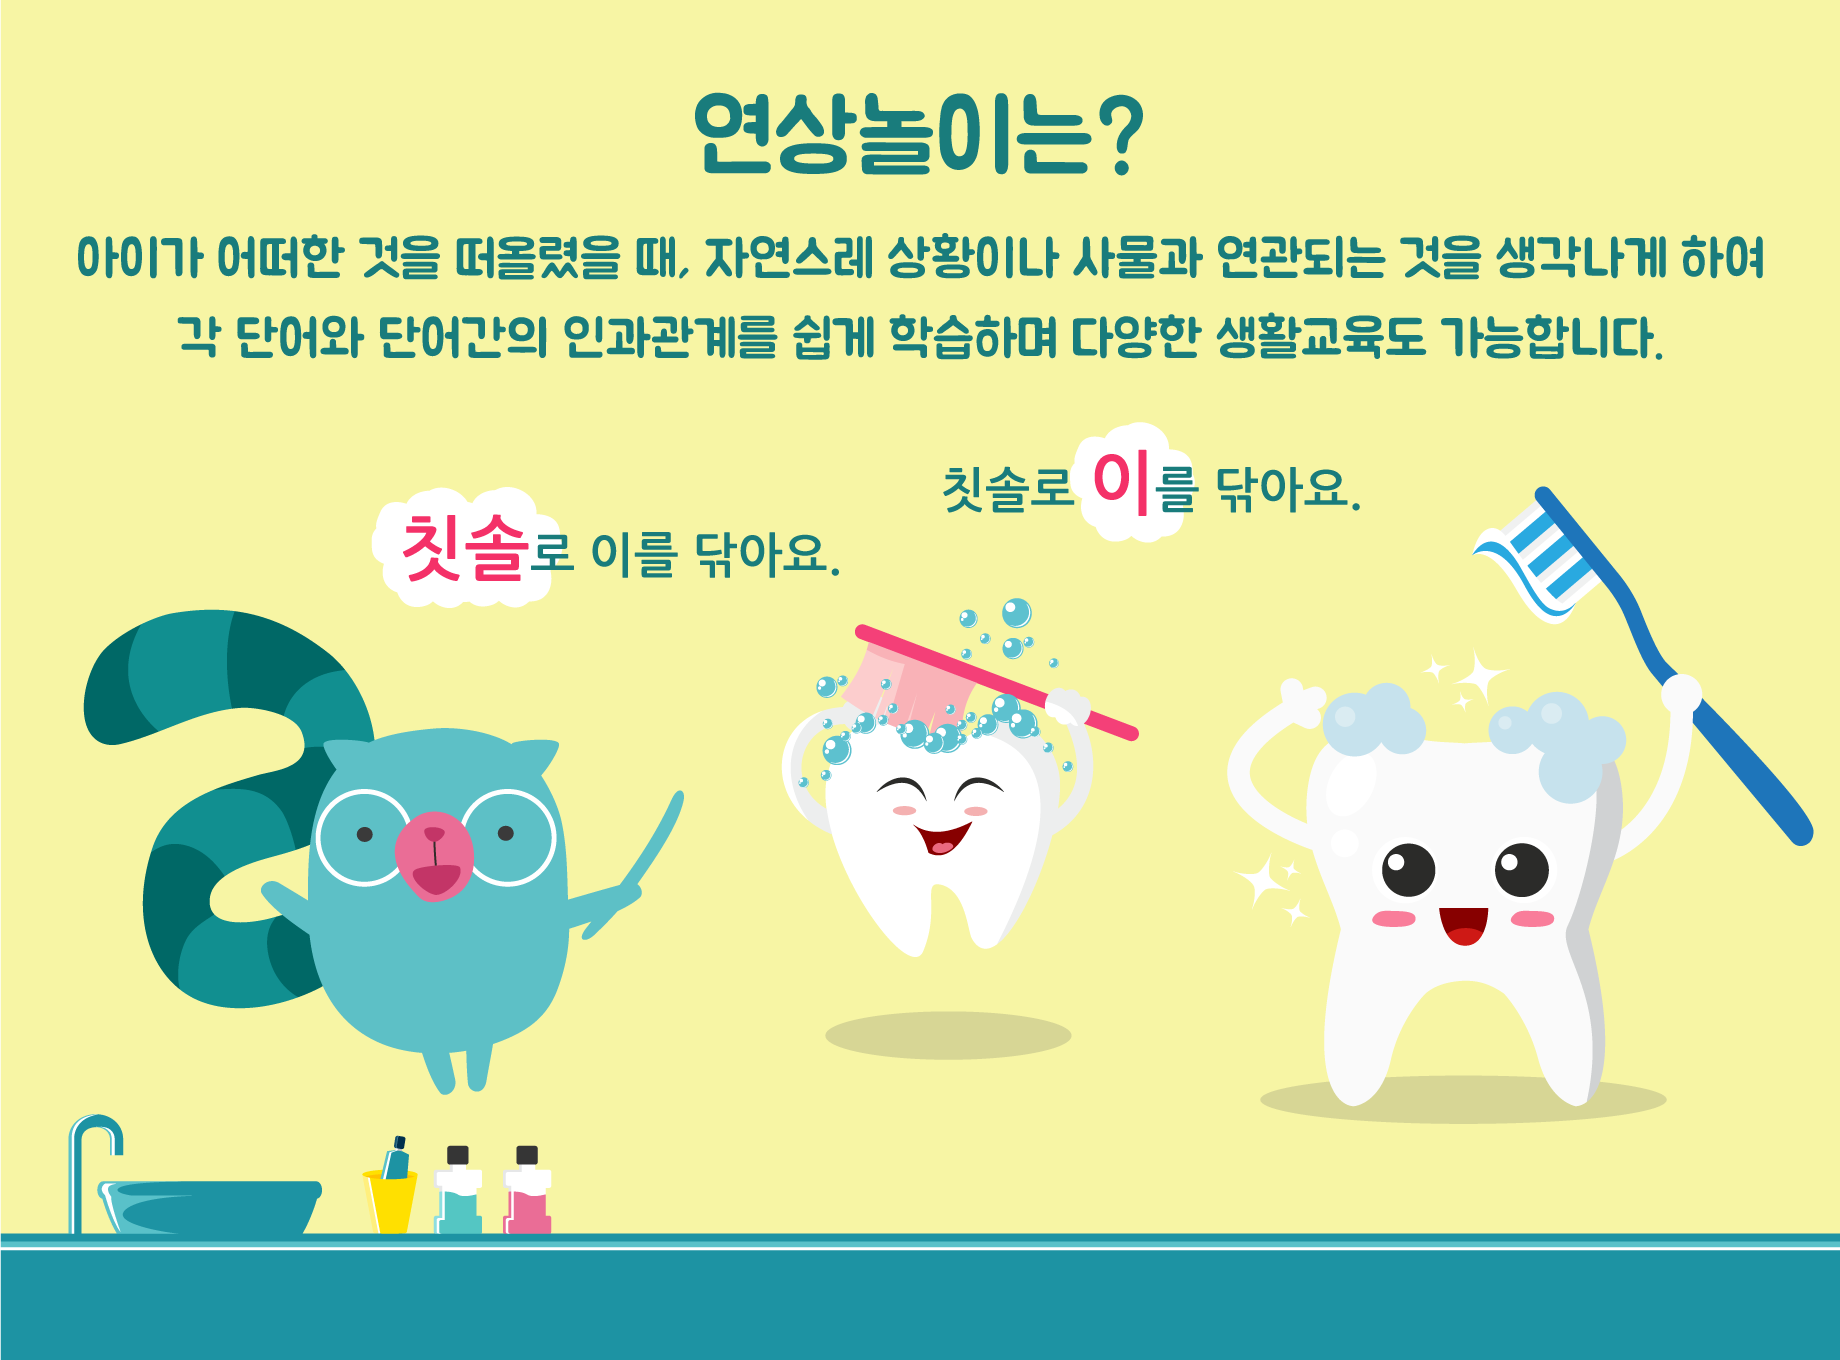 연상놀이는?
아이가 어떠한 것을 떠올렸을 때, 자연스레 상황이나 사물과 연관되는 것을 생각나게 하여
각 단어와 단어간의 인과관계를 쉽게 학습하며 다양한 생활교육도 가능합니다.
칫솔로 이를 닦아요.
칫솔로 이를 닦아요.